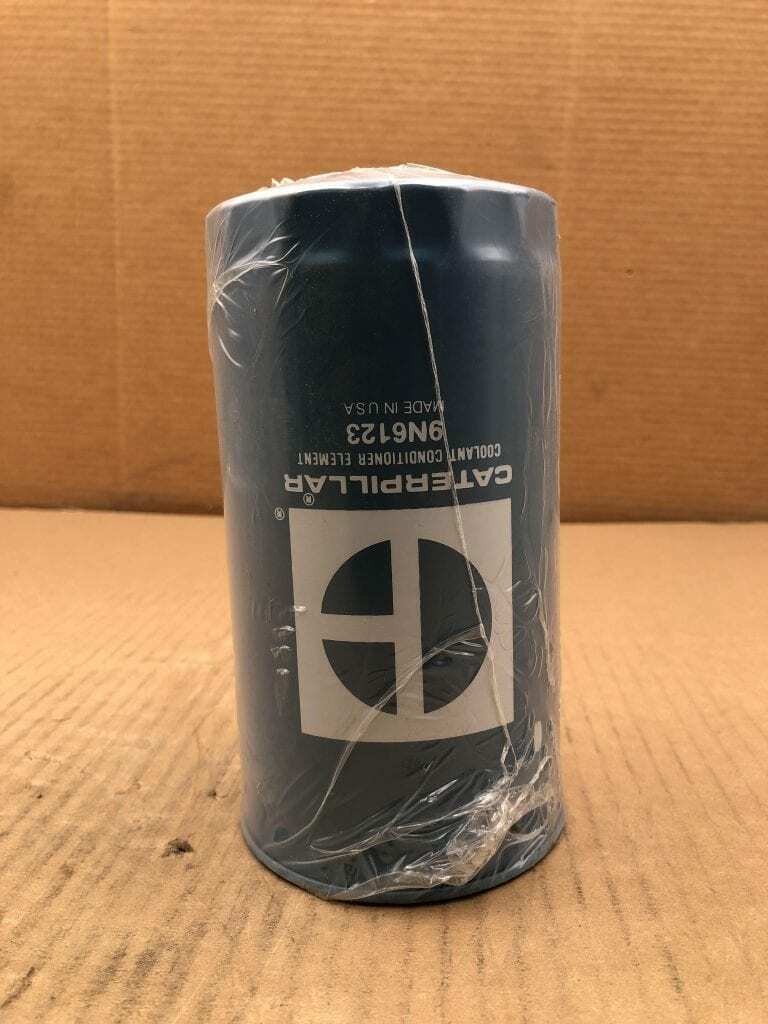 ®
CATERPILLAR®
COOLANT CONDITIONER ELEMENT
9N6123
MADE IN U.S.A